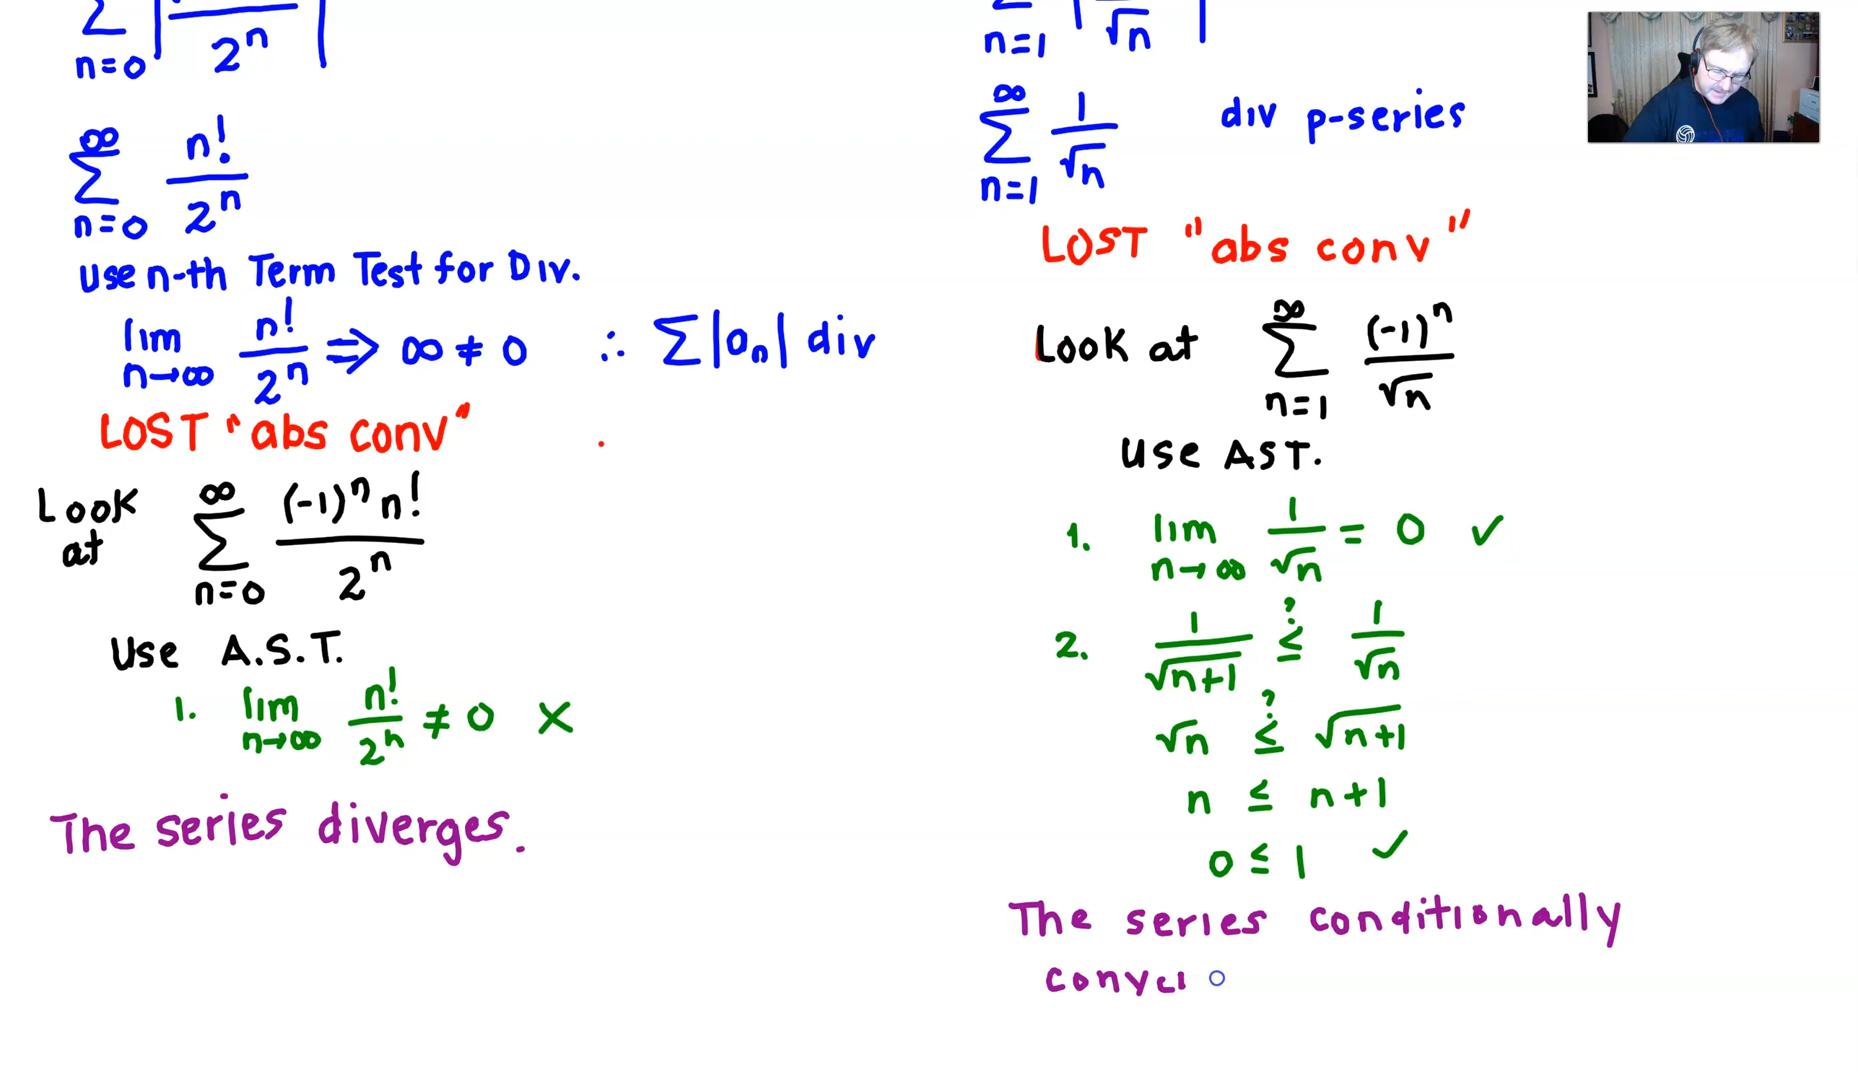 ∑ n=0 | / 2^n |
∑_{n=0}^{∞} n!/2^n
Use n-th Term Test for Div.
lim_{n→∞} n!/2^n ⇒ ∞ ≠ 0 ∴ ∑|a_n| div
LOST "abs conv"
Look at ∑_{n=0}^{∞} (-1)^n n!/2^n
Use A.S.T.
1. lim_{n→∞} n!/2^n ≠ 0 ×
The series diverges.
∑ n=1 | /√n |
∑_{n=1}^{∞} 1/√n div p-series
LOST "abs conv"
Look at ∑_{n=1}^{∞} (-1)^n/√n
Use AST.
1. lim_{n→∞} 1/√n = 0 ✓
2. 1/√(n+1) ≤? 1/√n
√n ≤? √(n+1)
n ≤ n+1
0 ≤ 1 ✓
The series conditionally